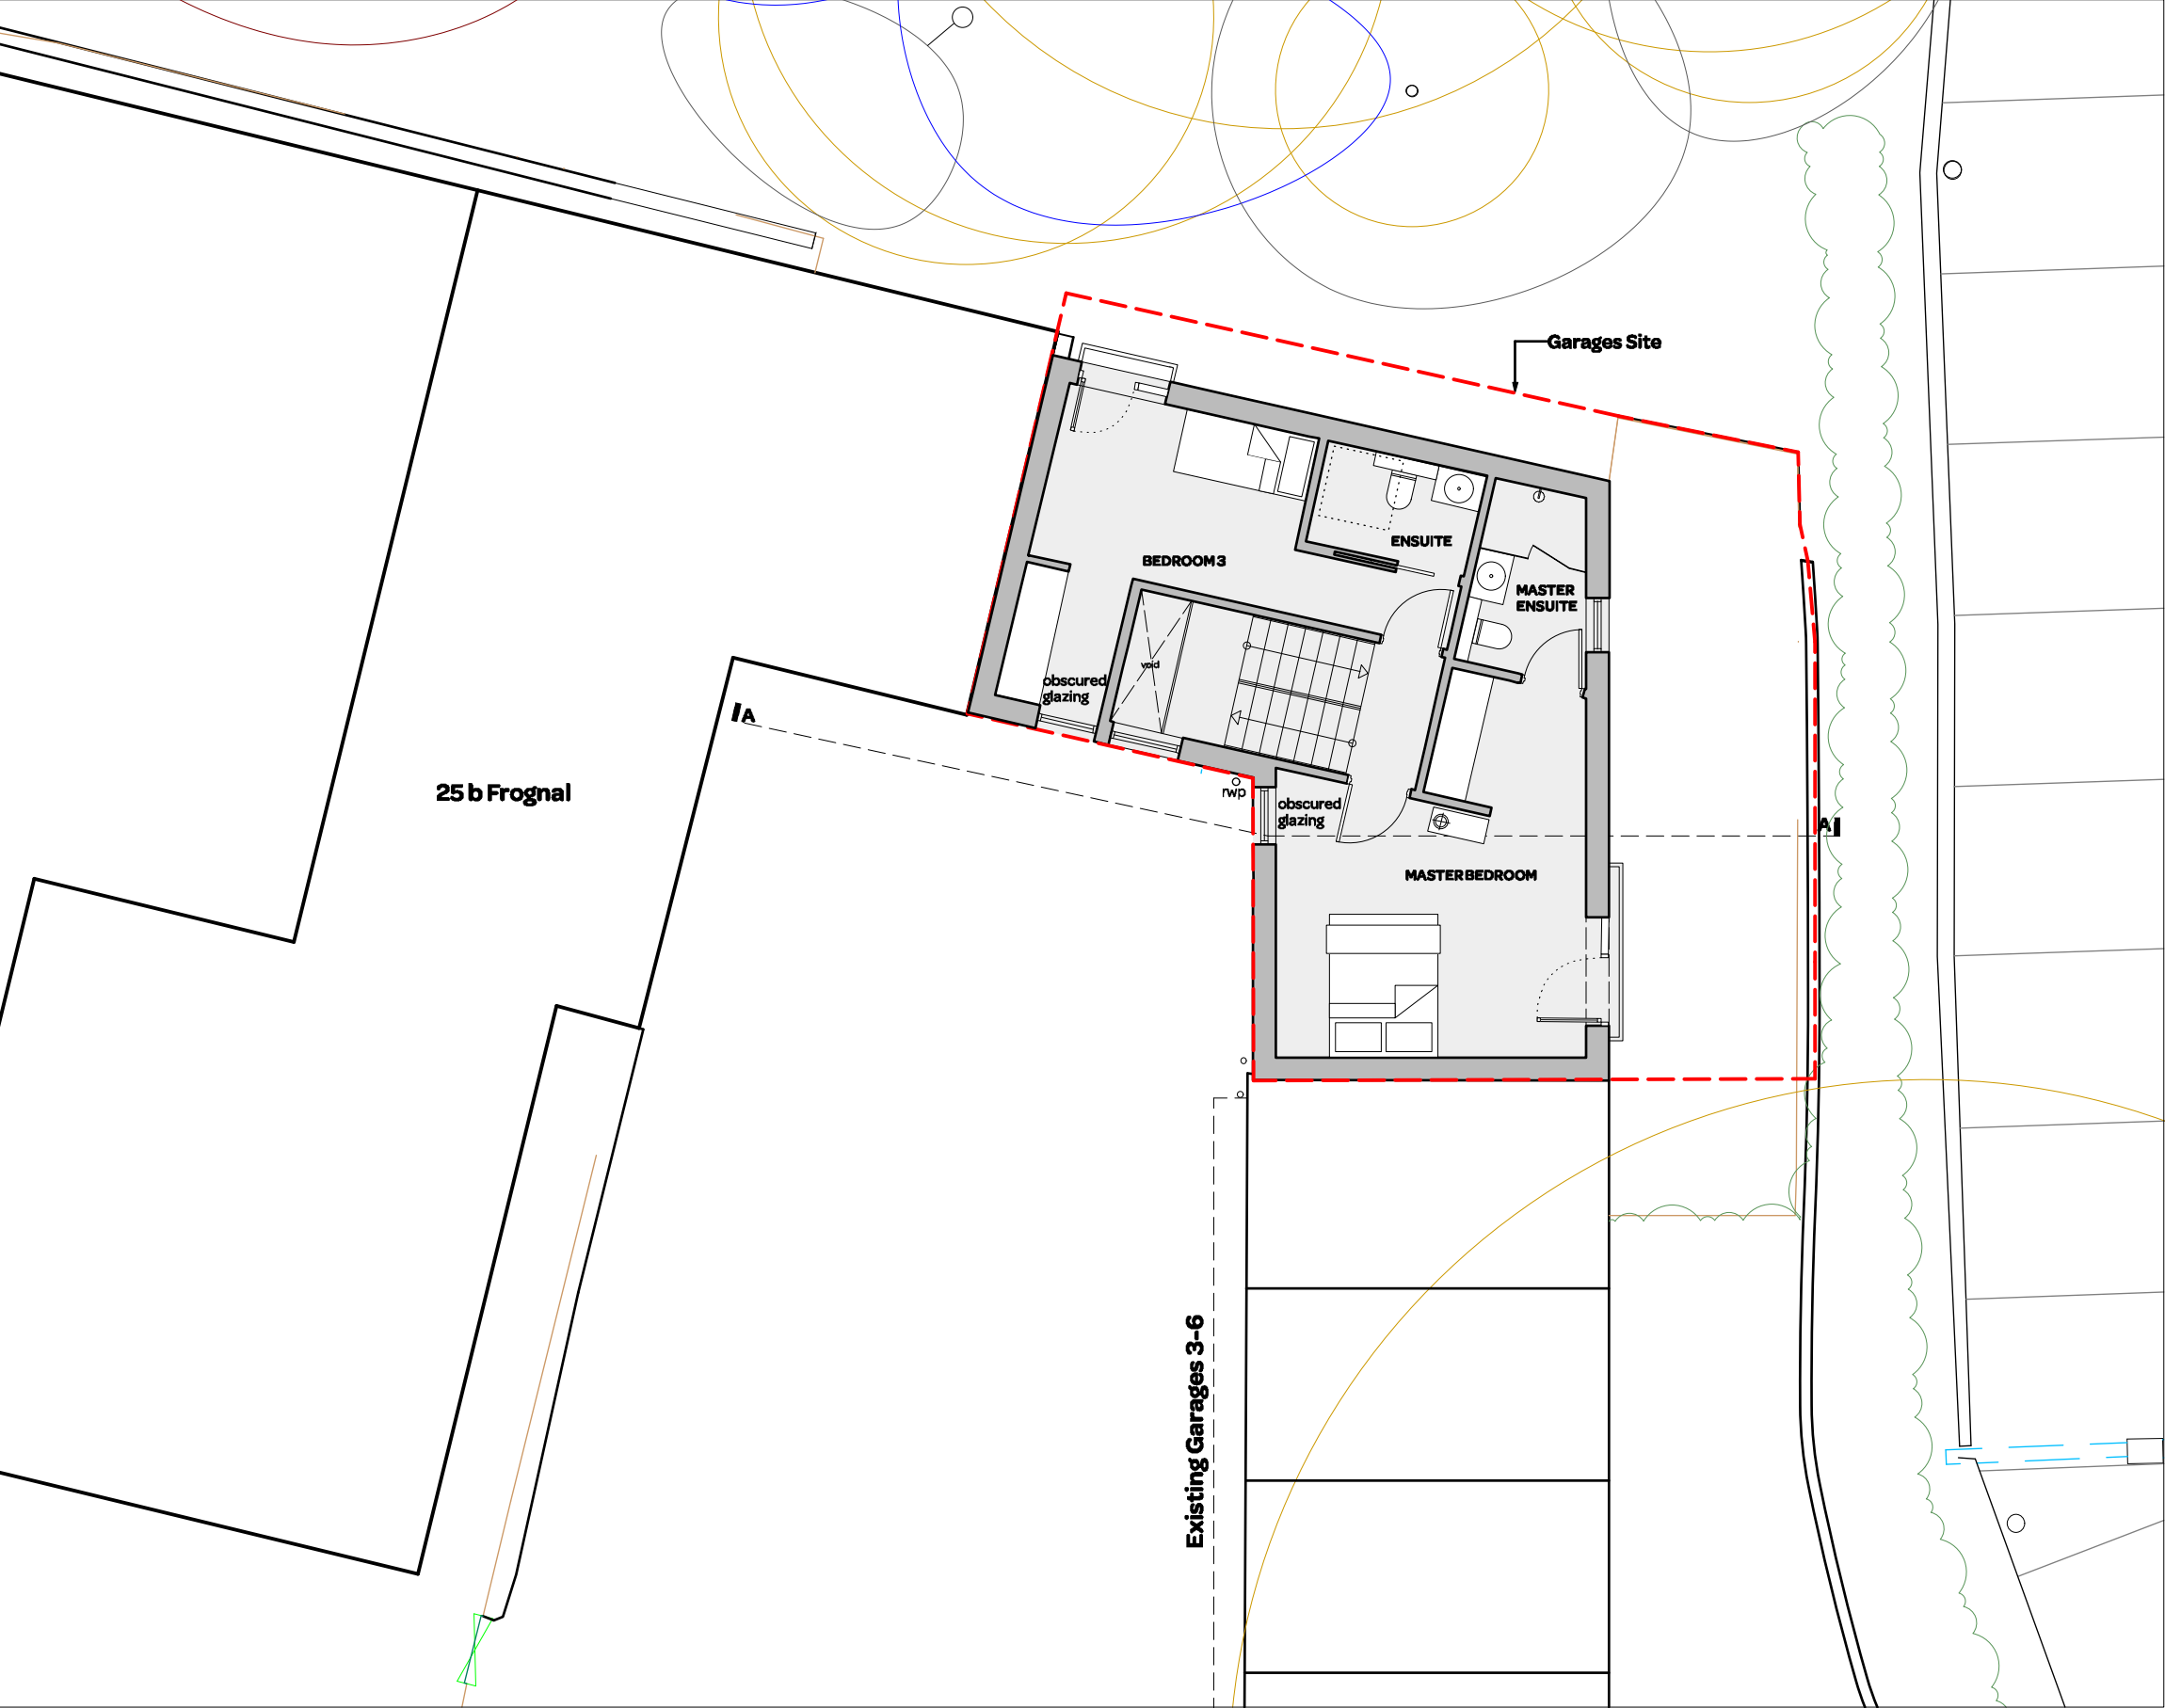 Garages Site
ENSUITE
BEDROOM 3
MASTER
ENSUITE
void
obscured
glazing
A
25 b Frognal
rwp
obscured
glazing
A
MASTER BEDROOM
Existing Garages 3-6